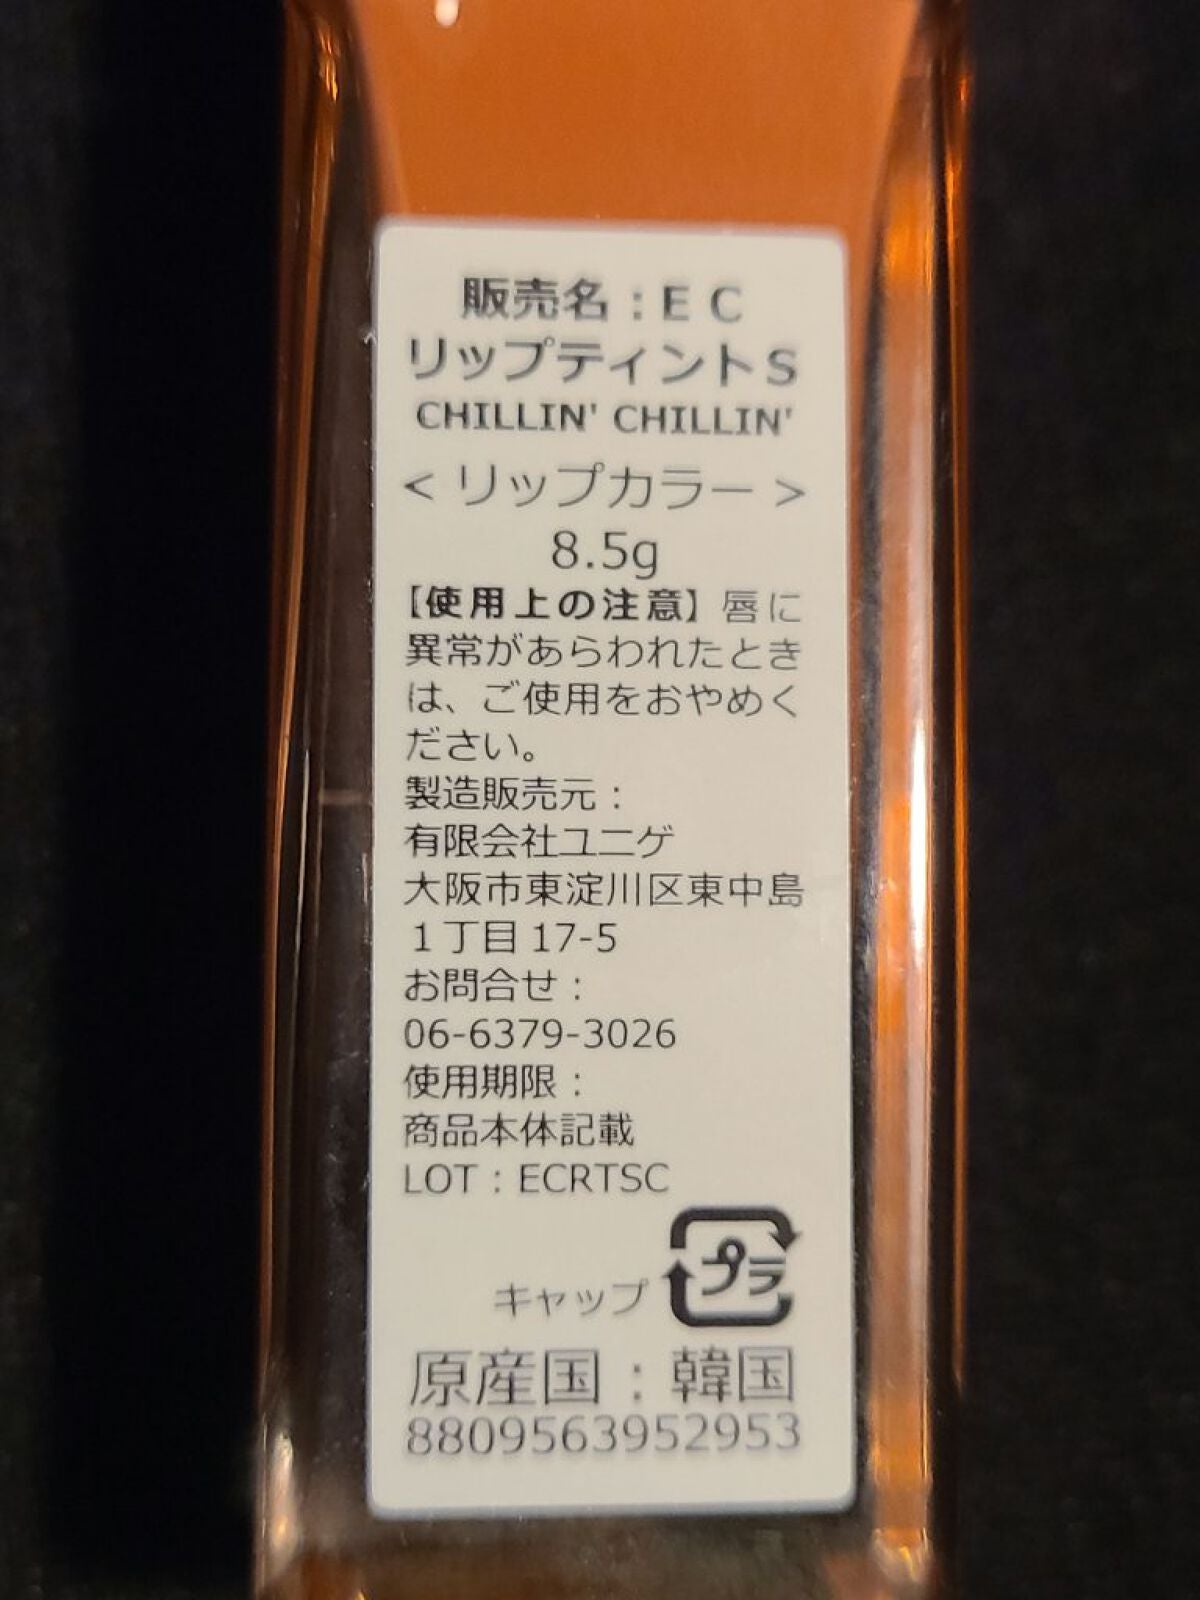 販売名：E C
リップティントS
CHILLIN' CHILLIN'
< リップカラー >
8.5g
【使用上の注意】唇に
異常があらわれたとき
は、ご使用をおやめく
ださい。
製造販売元：
有限会社ユニゲ
大阪市東淀川区東中島
１丁目 17-5
お問合せ：
06-6379-3026
使用期限：
商品本体記載
LOT：ECRTSC
キャップ プラ
原産国：韓国
8809563952953